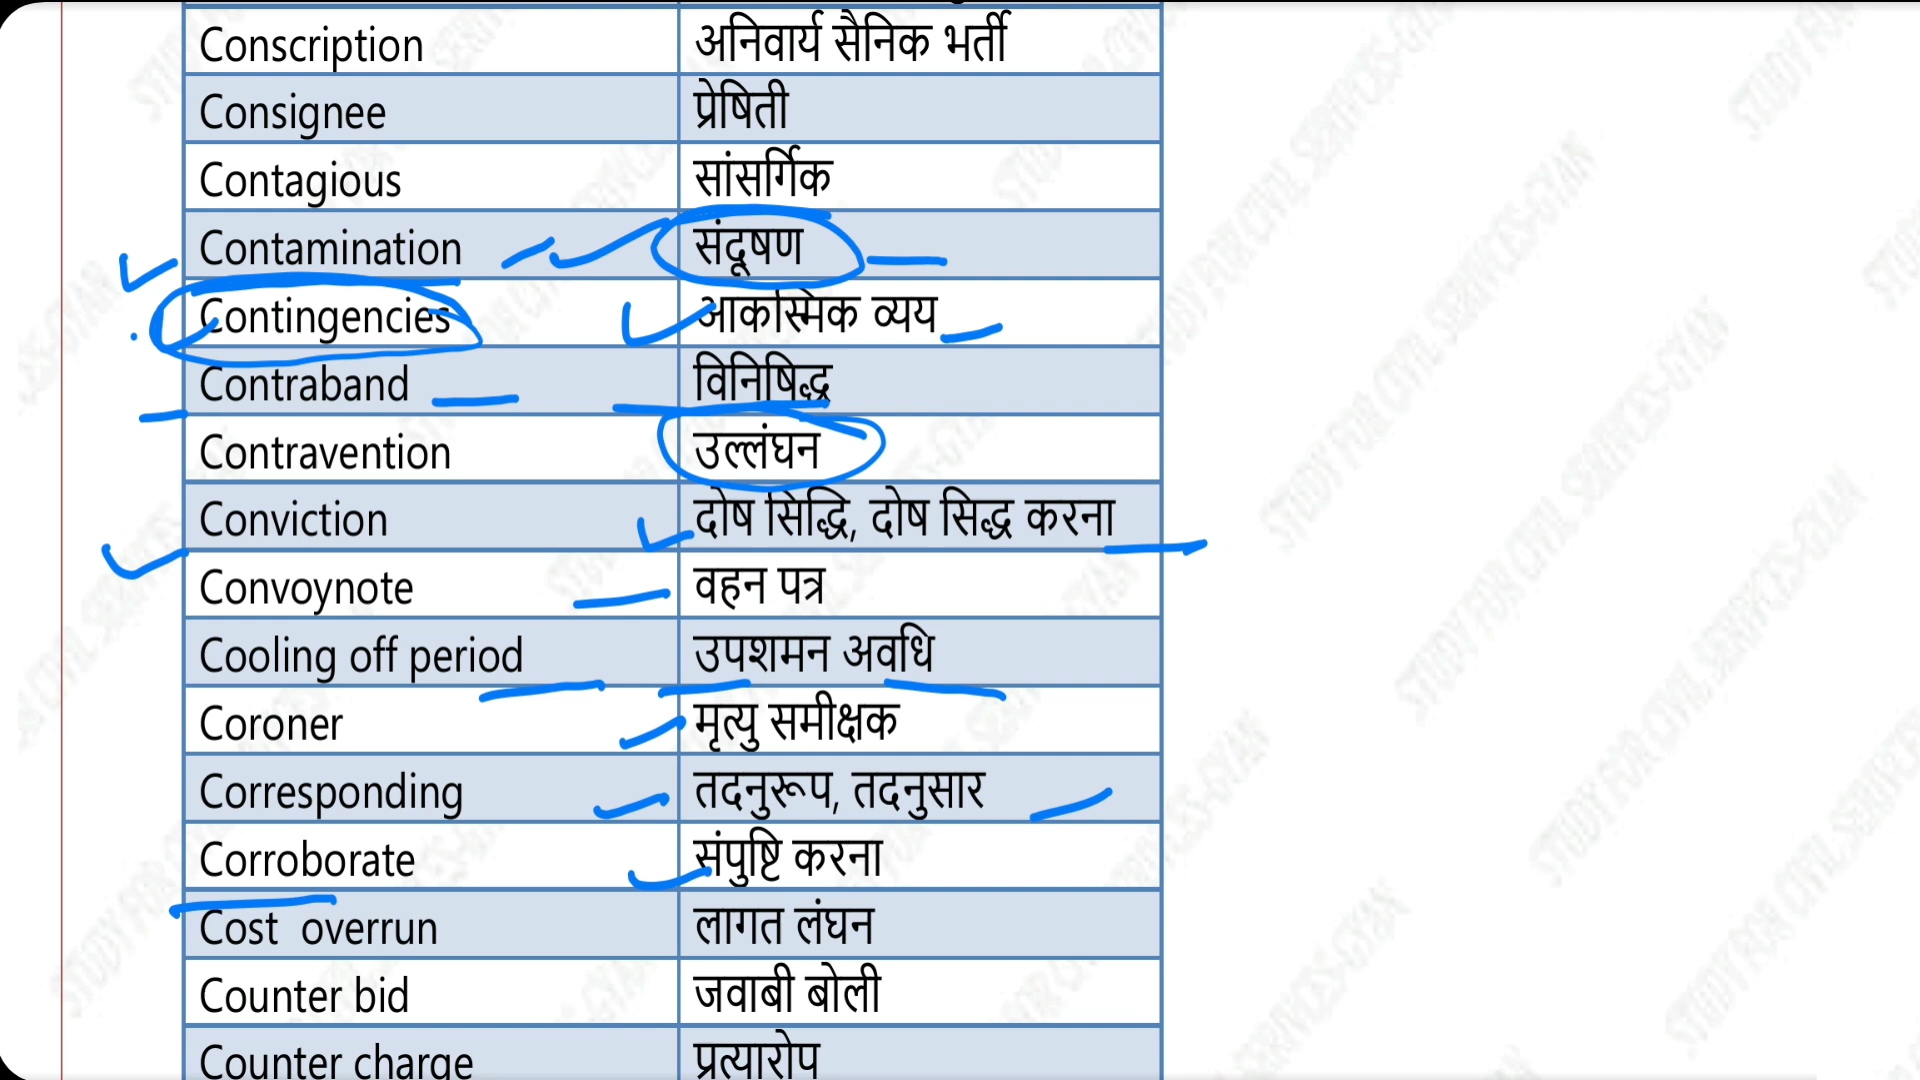 Conscription अनिवार्य सैनिक भर्ती
Consignee प्रेषिती
Contagious सांसर्गिक
Contamination संदूषण
Contingencies आकस्मिक व्यय
Contraband विनिषिद्ध
Contravention उल्लंघन
Conviction दोष सिद्धि, दोष सिद्ध करना
Convoynote वहन पत्र
Cooling off period उपशमन अवधि
Coroner मृत्यु समीक्षक
Corresponding तदनुरूप, तदनुसार
Corroborate संपुष्टि करना
Cost overrun लागत लंघन
Counter bid जवाबी बोली
Counter charge प्रत्यारोप